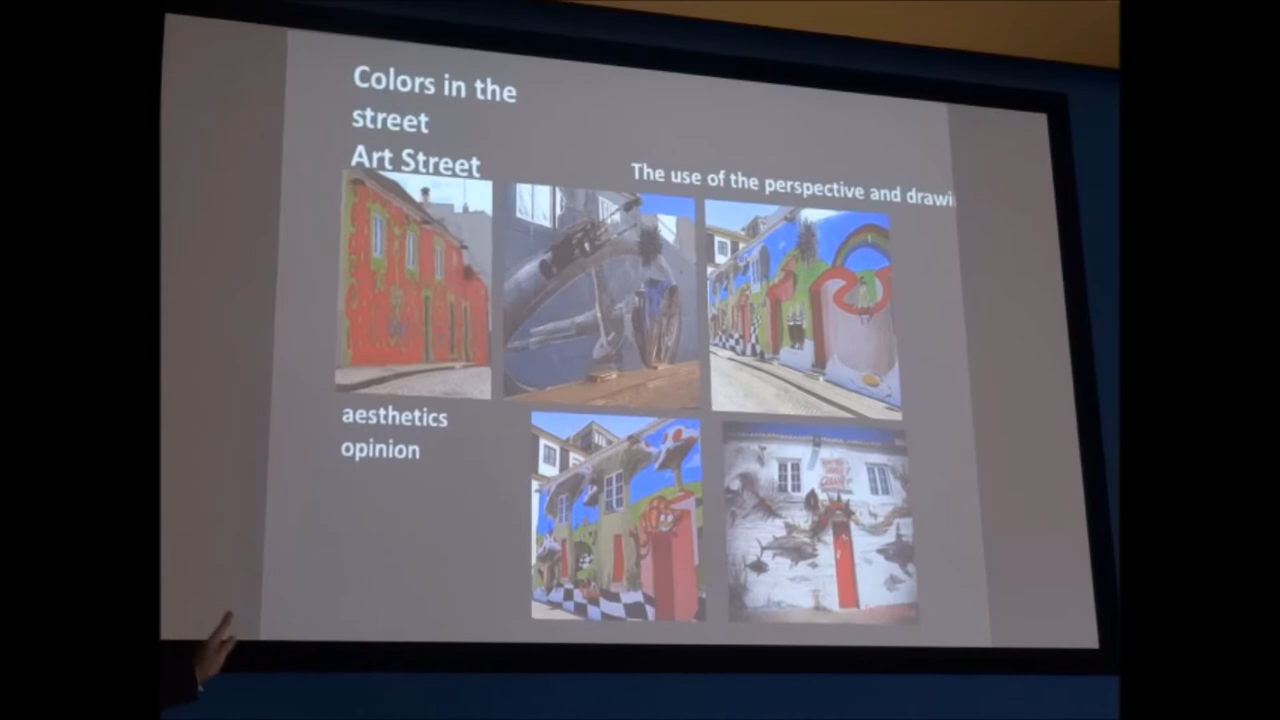 Colors in the
street
Art Street
The use of the perspective and drawi
aesthetics
opinion